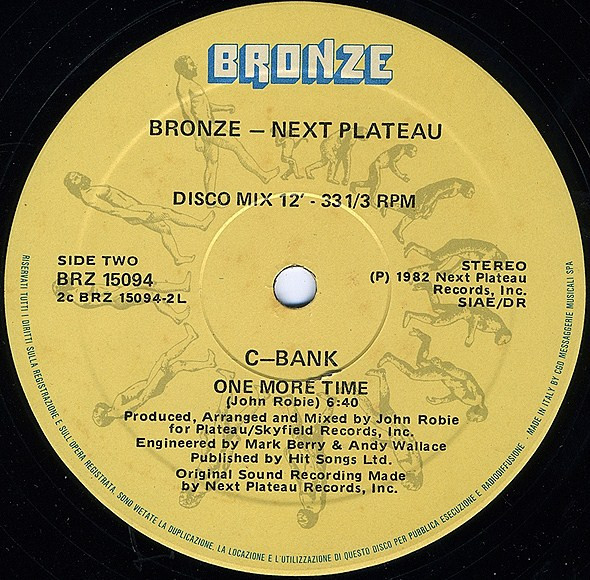 BRONZE
BRONZE — NEXT PLATEAU
DISCO MIX 12' - 33 1/3 RPM
SIDE TWO
BRZ 15094
2c BRZ 15094-2L
STEREO
(P) 1982 Next Plateau
Records, Inc.
SIAE/DR
C—BANK
ONE MORE TIME
(John Robie) 6:40
Produced, Arranged and Mixed by John Robie
for Plateau/Skyfield Records, Inc.
Engineered by Mark Berry & Andy Wallace
Published by Hit Songs Ltd.
Original Sound Recording Made
by Next Plateau Records, Inc.
RISERVATI TUTTI I DIRITTI SULLA REGISTRAZIONE E SULL'OPERA REGISTRATA. SONO VIETATE LA DUPLICAZIONE, LA LOCAZIONE E L'UTILIZZAZIONE DI QUESTO DISCO PER PUBBLICA ESECUZIONE E RADIODIFFUSIONE - MADE IN ITALY BY CGD MESSAGGERIE MUSICALI SPA